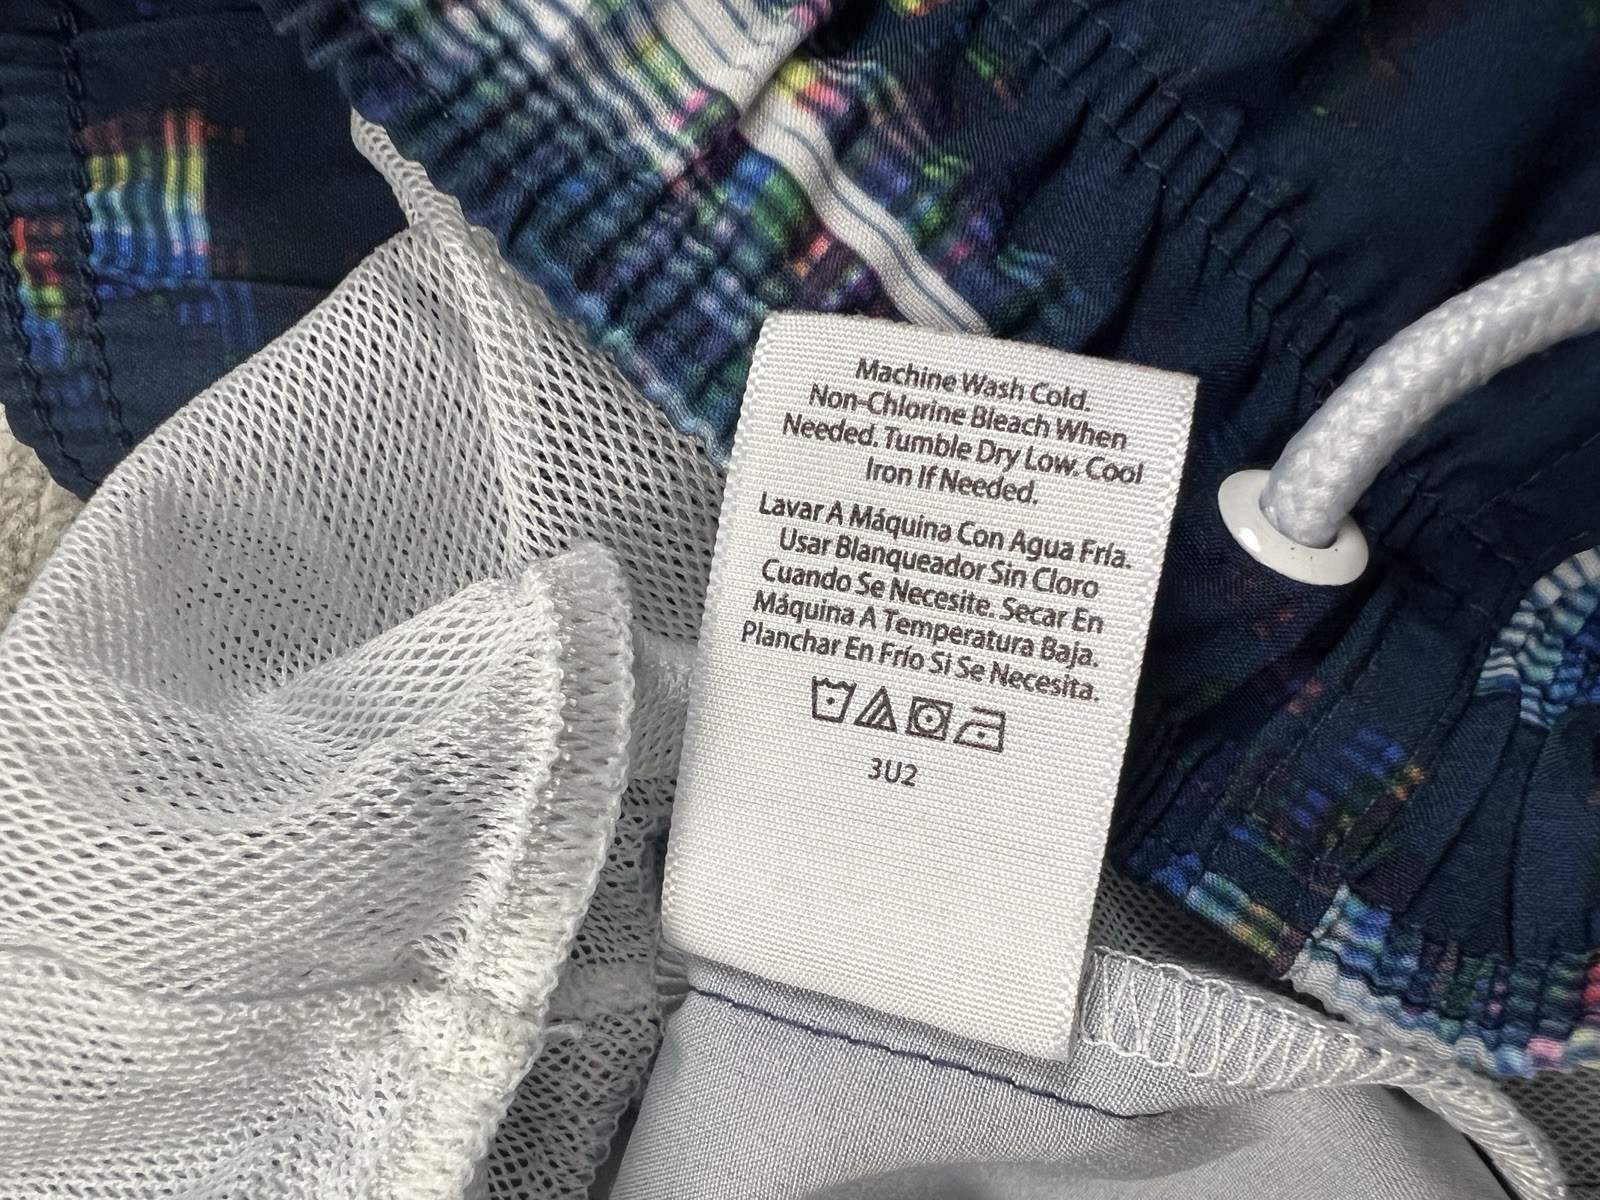 Machine Wash Cold.
Non-Chlorine Bleach When
Needed. Tumble Dry Low. Cool
Iron If Needed.
Lavar A Máquina Con Agua Fría.
Usar Blanqueador Sin Cloro
Cuando Se Necesite. Secar En
Máquina A Temperatura Baja.
Planchar En Frío Si Se Necesita.
3U2